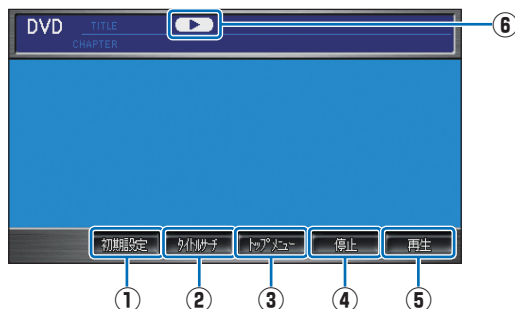 DVD TITLE
CHAPTER
⑥
初期設定 タイトルサーチ トップメニュー 停止 再生
① ② ③ ④ ⑤